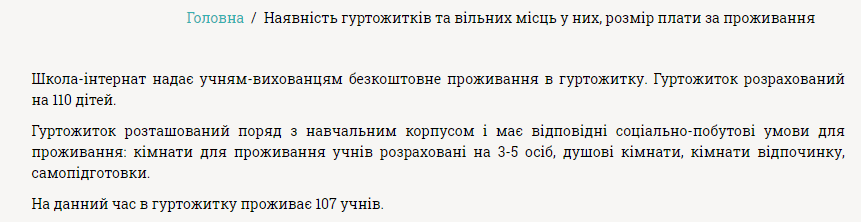 Головна / Наявність гуртожитків та вільних місць у них, розмір плати за проживання
Школа-інтернат надає учням-вихованцям безкоштовне проживання в гуртожитку. Гуртожиток розрахований
на 110 дітей.
Гуртожиток розташований поряд з навчальним корпусом і має відповідні соціально-побутові умови для
проживання: кімнати для проживання учнів розраховані на 3-5 осіб, душові кімнати, кімнати відпочинку,
самопідготовки.
На данний час в гуртожитку проживає 107 учнів.